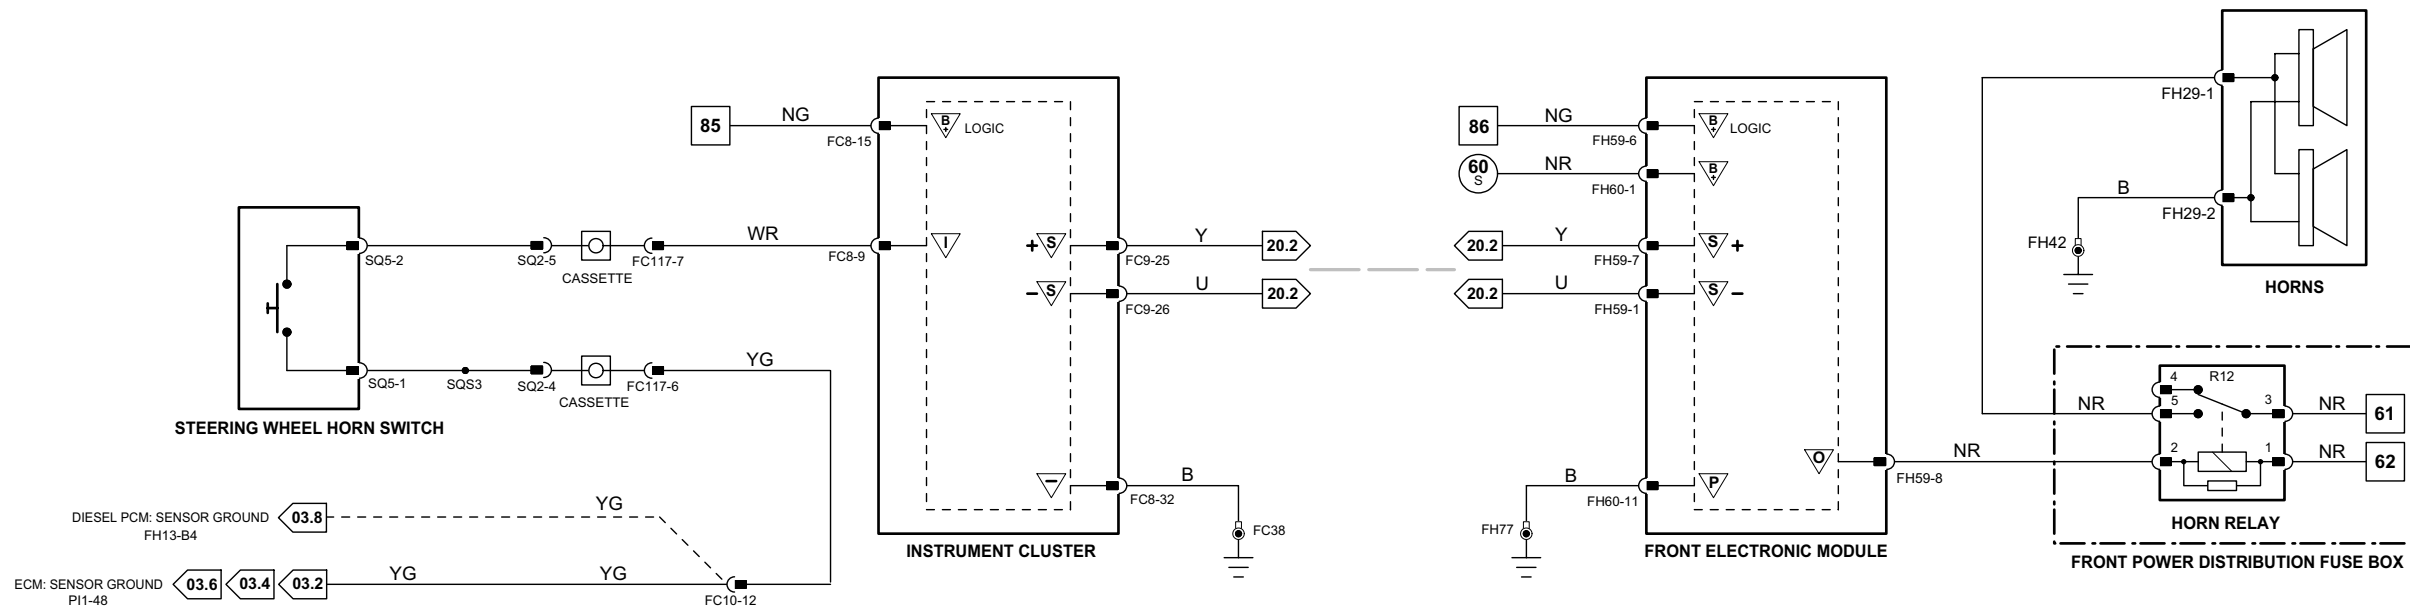 85
NG
FC8-15
B
+
LOGIC
SQ5-2
SQ2-5
CASSETTE
FC117-7
WR
FC8-9
I
+
S
FC9-25
Y
20.2
−
S
FC9-26
U
20.2
SQ5-1
SQS3
SQ2-4
CASSETTE
FC117-6
YG
STEERING WHEEL HORN SWITCH
−
FC8-32
B
FC38
INSTRUMENT CLUSTER
DIESEL PCM: SENSOR GROUND
FH13-B4
03.8
YG
ECM: SENSOR GROUND
PI1-48
03.6
03.4
03.2
YG
YG
FC10-12
86
NG
FH59-6
B
+
LOGIC
60
S
NR
FH60-1
B
+
20.2
Y
FH59-7
S
+
20.2
U
FH59-1
S
−
B
FH60-11
P
FH77
O
FH59-8
NR
FRONT ELECTRONIC MODULE
FH29-1
B
FH29-2
FH42
HORNS
4
R12
5
3
NR
NR
61
2
1
NR
62
HORN RELAY
FRONT POWER DISTRIBUTION FUSE BOX